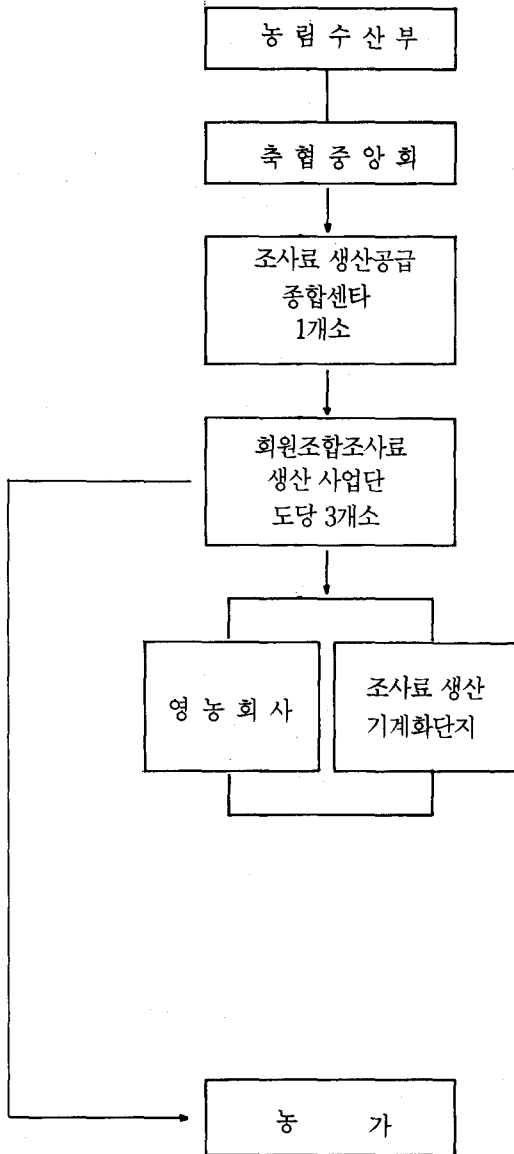 농 림 수 산 부
축 협 중 앙 회
조사료 생산공급
종합센타
1개소
회원조합조사료
생산 사업단
도당 3개소
영 농 회 사
조사료 생산
기계화단지
농 가